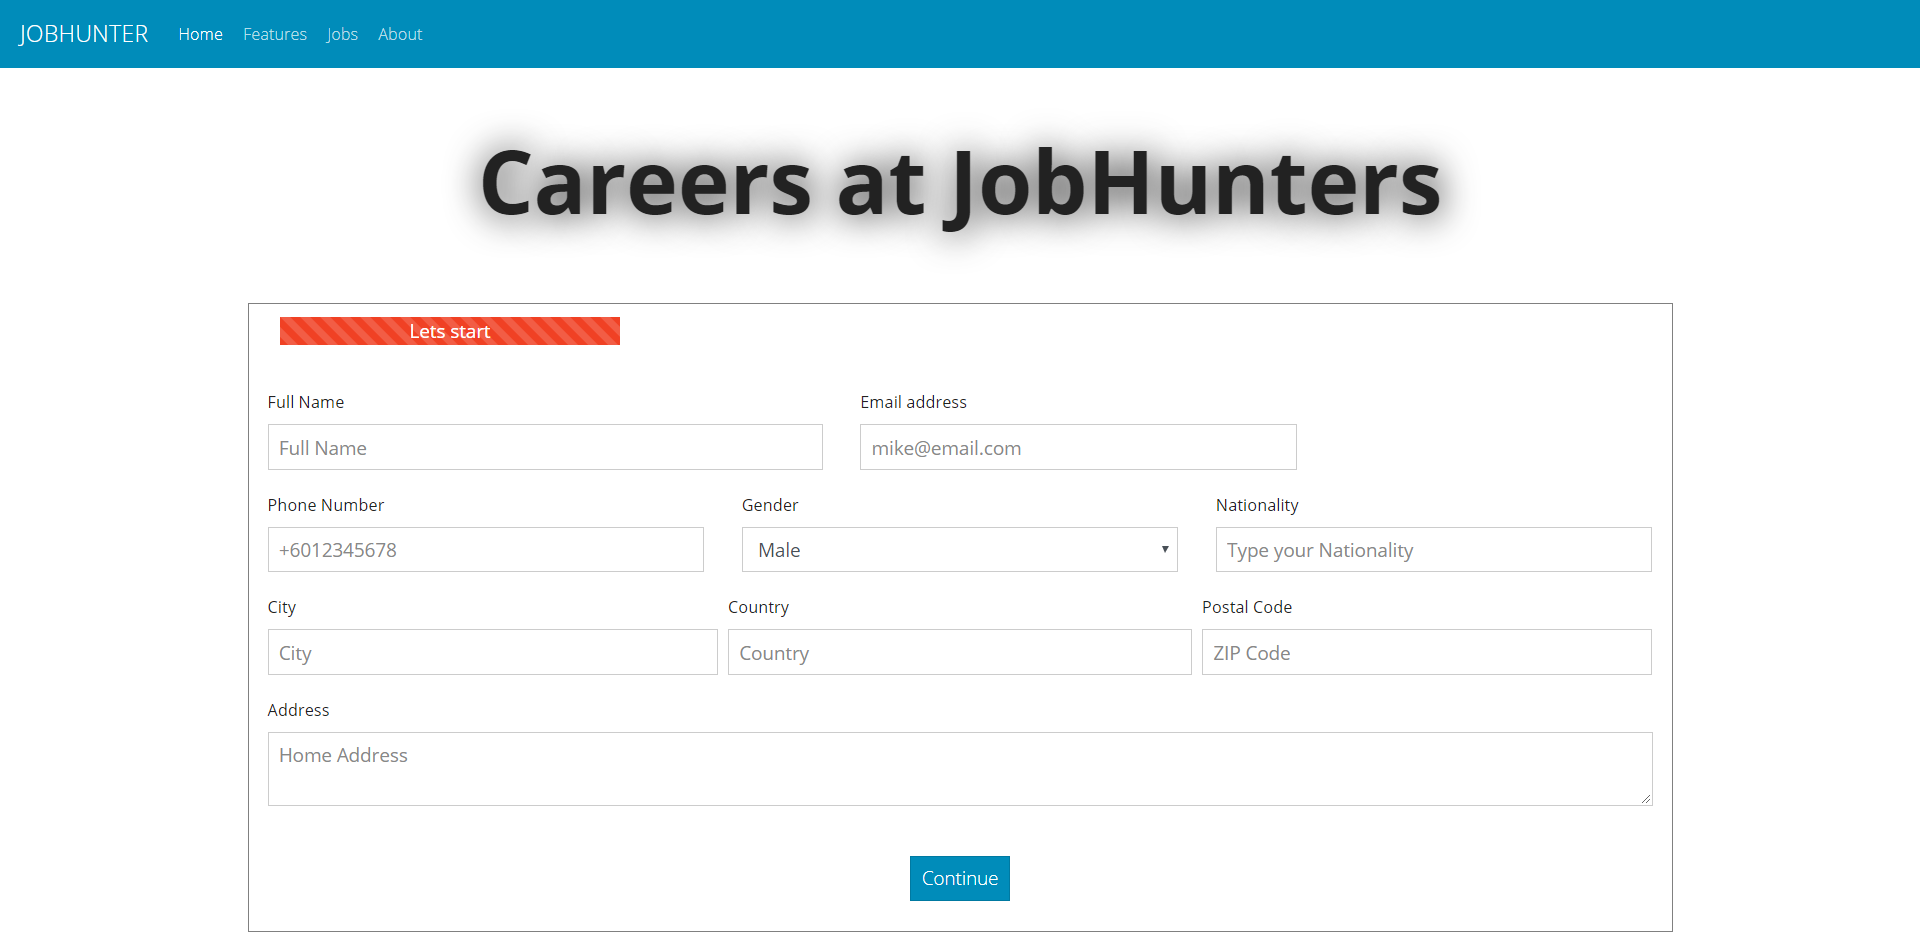 JOBHUNTER Home Features Jobs About
Careers at JobHunters
Lets start
Full Name Email address
Full Name mike@email.com
Phone Number Gender Nationality
+6012345678 Male Type your Nationality
City Country Postal Code
City Country ZIP Code
Address
Home Address
Continue